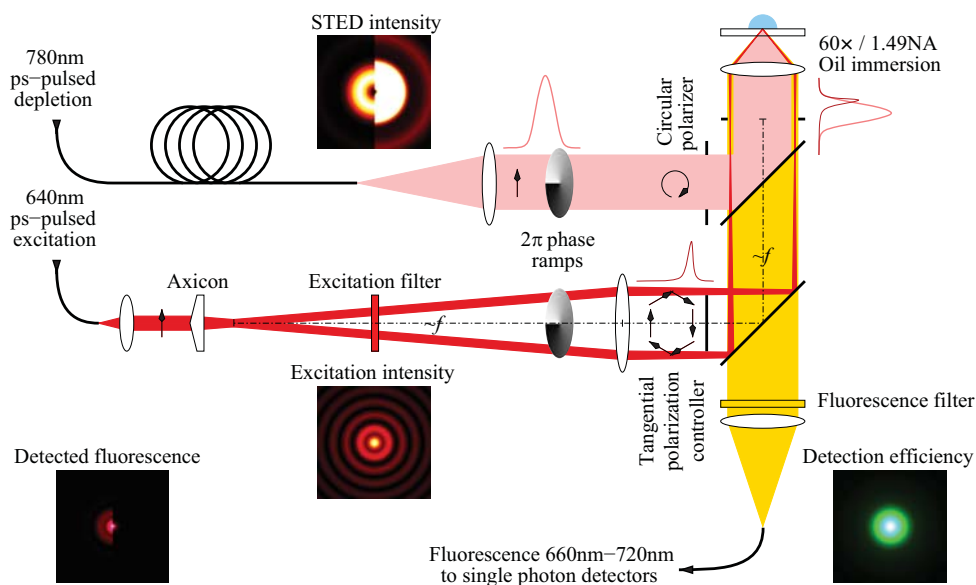 STED intensity
780nm
ps−pulsed
depletion
60× / 1.49NA
Oil immersion
Circular
polarizer
640nm
ps−pulsed
excitation
2π phase
ramps
~f
Axicon
Excitation filter
~f
Excitation intensity
Tangential
polarization
controller
Fluorescence filter
Detected fluorescence
Detection efficiency
Fluorescence 660nm−720nm
to single photon detectors